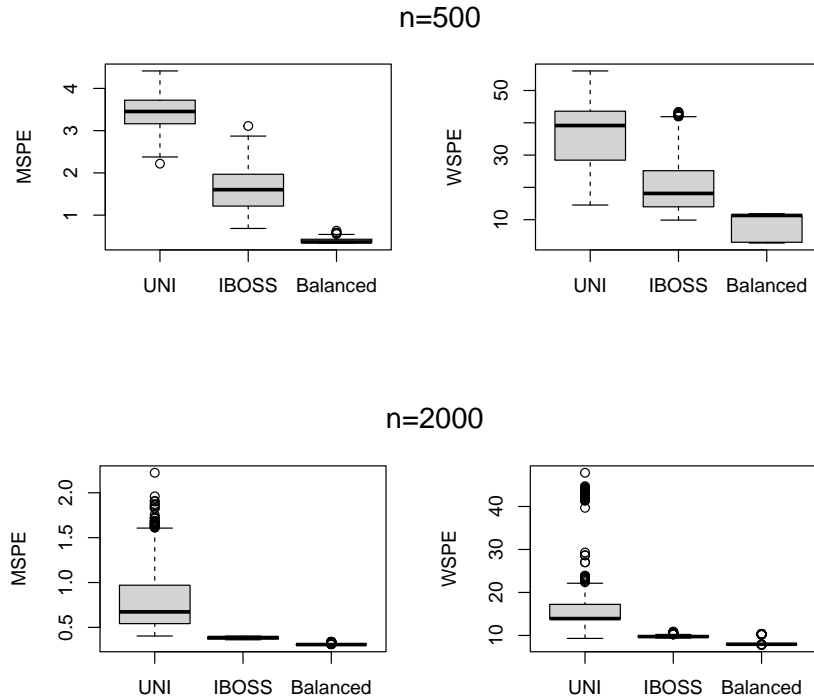 n=500
MSPE
4
3
2
1
UNI IBOSS Balanced
WSPE
50
30
10
UNI IBOSS Balanced
n=2000
MSPE
2.0
1.5
1.0
0.5
UNI IBOSS Balanced
WSPE
40
30
20
10
UNI IBOSS Balanced